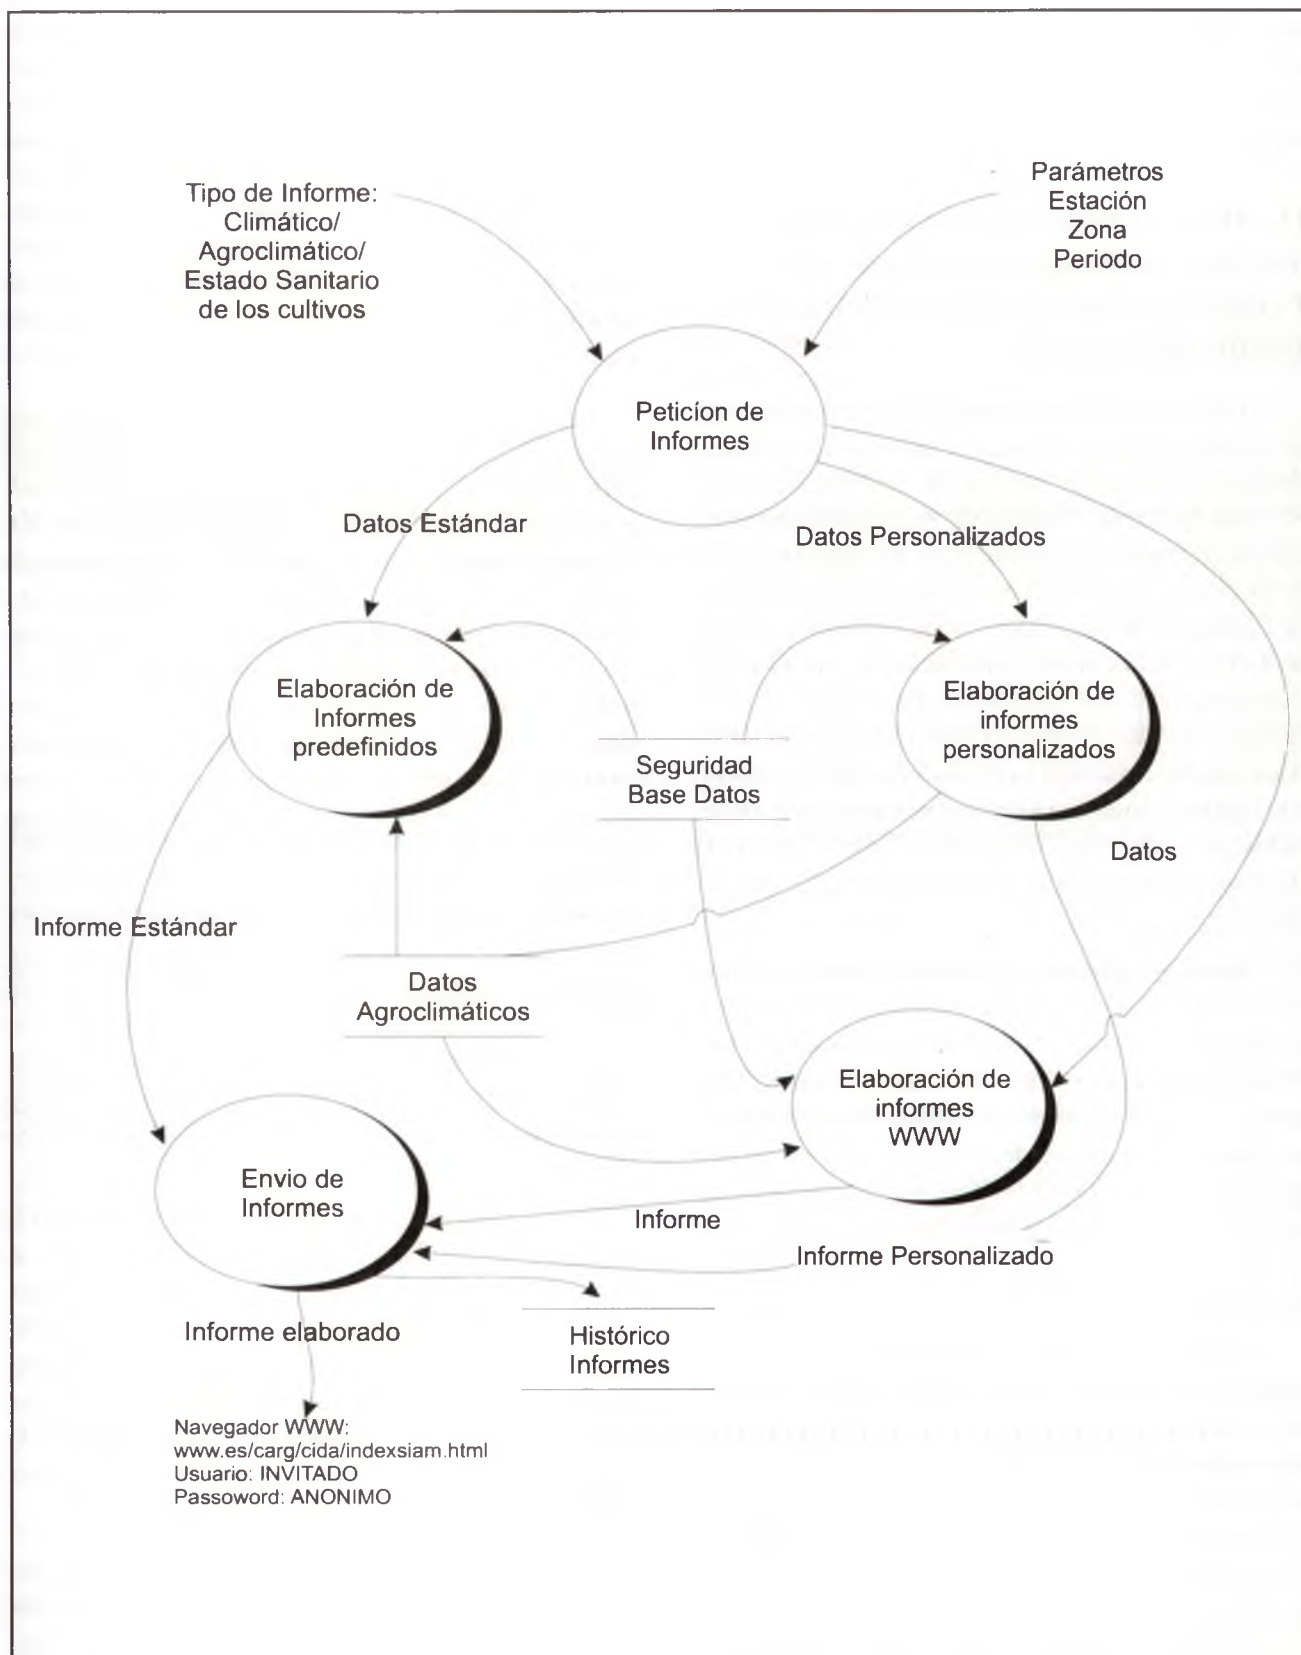 Tipo de Informe:
Climático/
Agroclimático/
Estado Sanitario
de los cultivos
Parámetros
Estación
Zona
Periodo
Peticíon de
Informes
Datos Estándar
Datos Personalizados
Elaboración de
Informes
predefinidos
Seguridad
Base Datos
Elaboración de
informes
personalizados
Datos
Informe Estándar
Datos
Agroclimáticos
Elaboración de
informes
WWW
Envio de
Informes
Informe
Informe Personalizado
Informe elaborado
Histórico
Informes
Navegador WWW:
www.es/carg/cida/indexsiam.html
Usuario: INVITADO
Passoword: ANONIMO